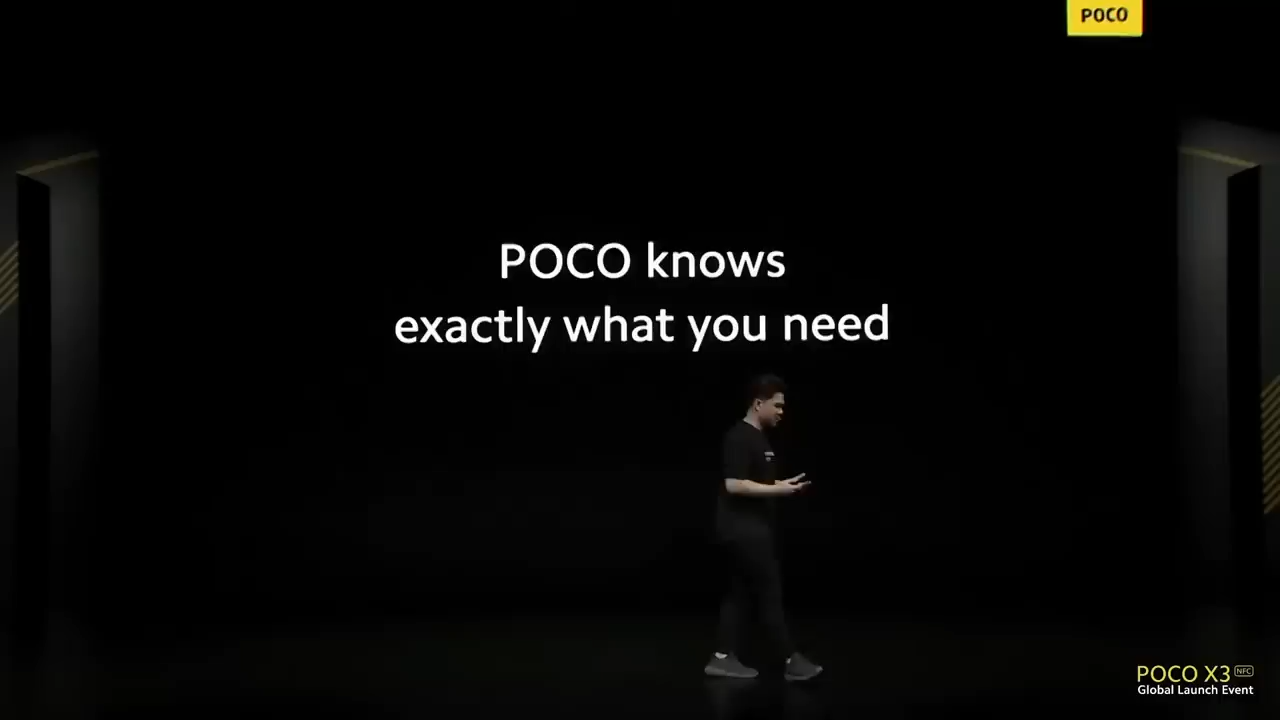 POCO
POCO knows
exactly what you need
POCO X3 NFC
Global Launch Event